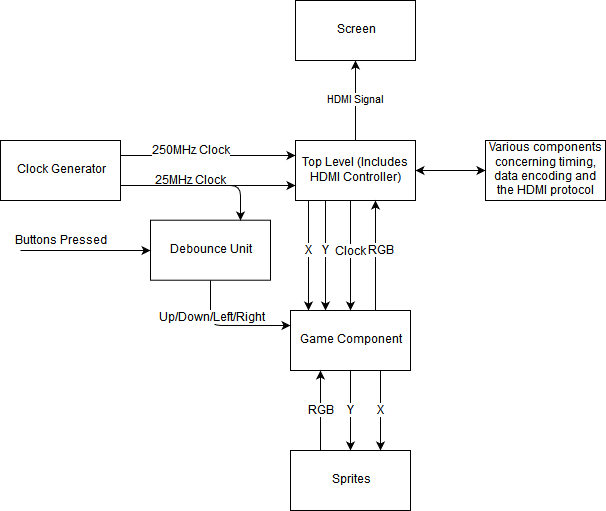 Screen
HDMI Signal
250MHz Clock
Clock Generator
25MHz Clock
Top Level (Includes
HDMI Controller)
Various components
concerning timing,
data encoding and
the HDMI protocol
Buttons Pressed
Debounce Unit
X
Y
Clock
RGB
Up/Down/Left/Right
Game Component
RGB
Y
X
Sprites